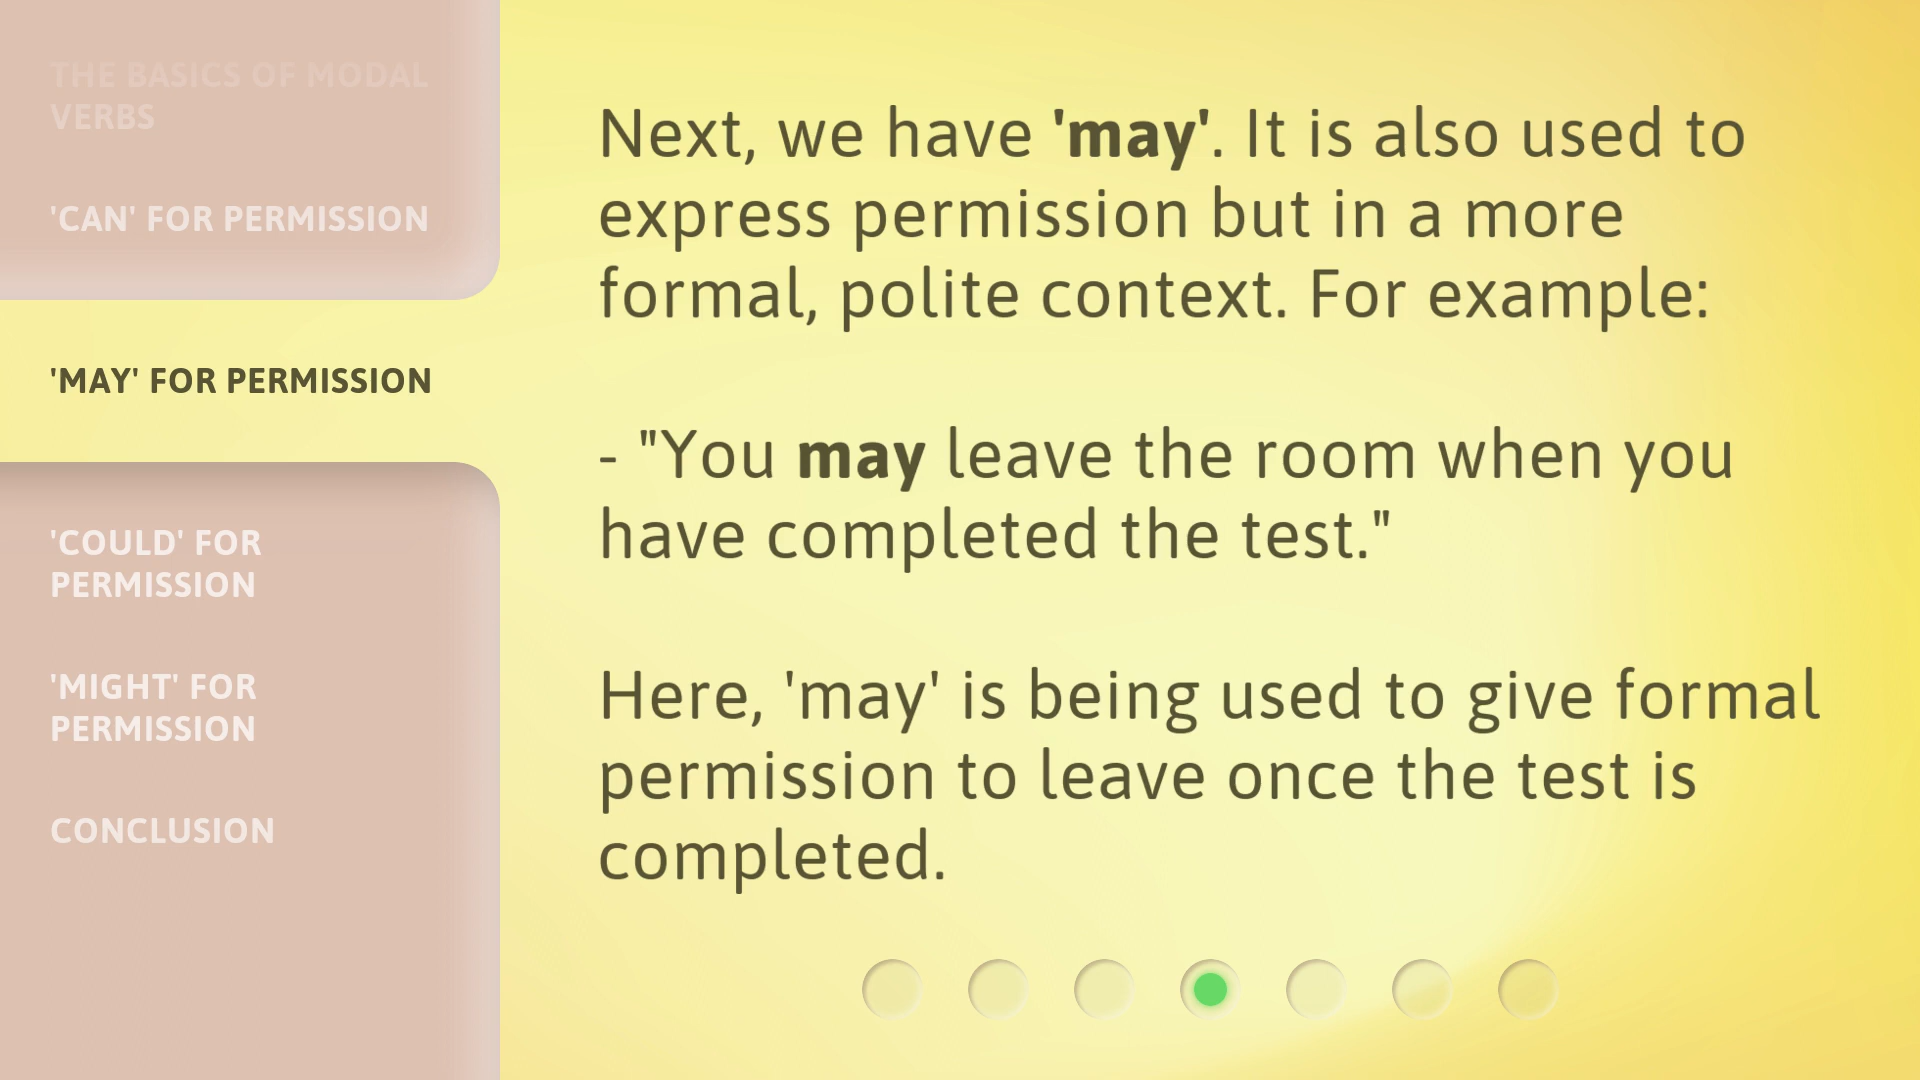 THE BASICS OF MODAL
VERBS
'CAN' FOR PERMISSION
'MAY' FOR PERMISSION
'COULD' FOR
PERMISSION
'MIGHT' FOR
PERMISSION
CONCLUSION
Next, we have 'may'. It is also used to
express permission but in a more
formal, polite context. For example:
- "You may leave the room when you
have completed the test."
Here, 'may' is being used to give formal
permission to leave once the test is
completed.